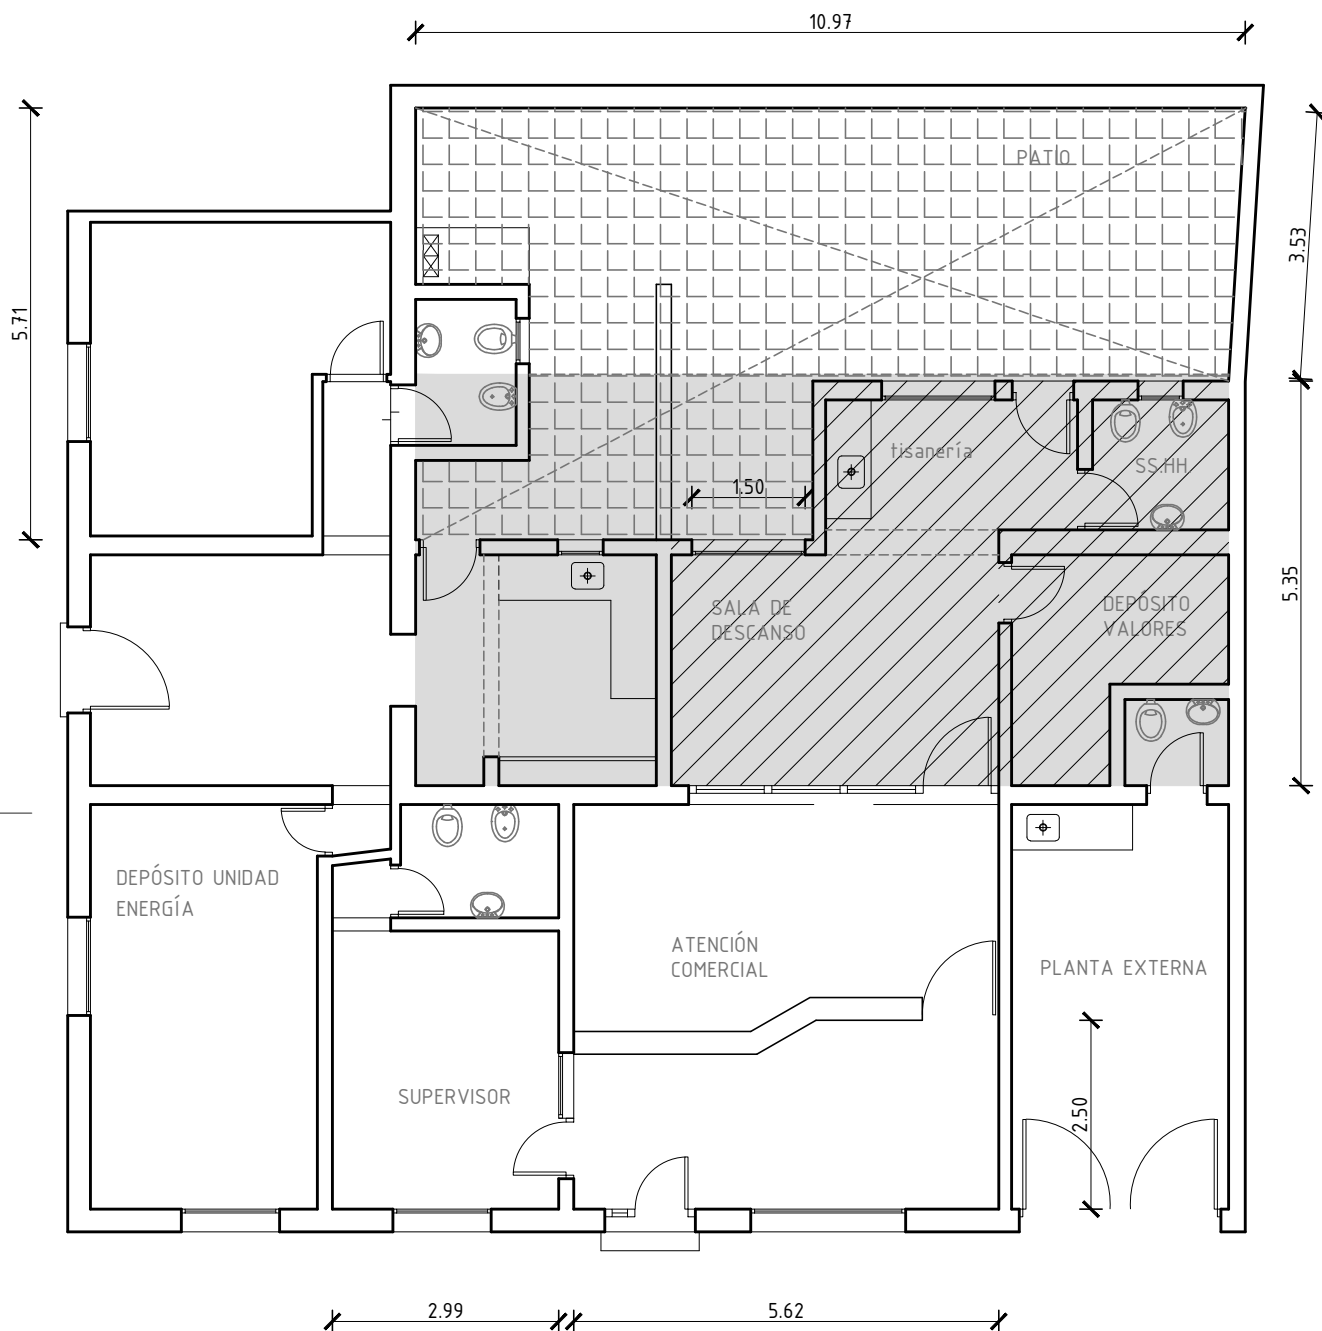 10.97
PATIO
3.53
5.71
tisanería
SS.HH.
1.50
5.35
SALA DE
DESCANSO
DEPÓSITO
VALORES
DEPÓSITO UNIDAD
ENERGÍA
ATENCIÓN
COMERCIAL
PLANTA EXTERNA
SUPERVISOR
2.50
2.99
5.62